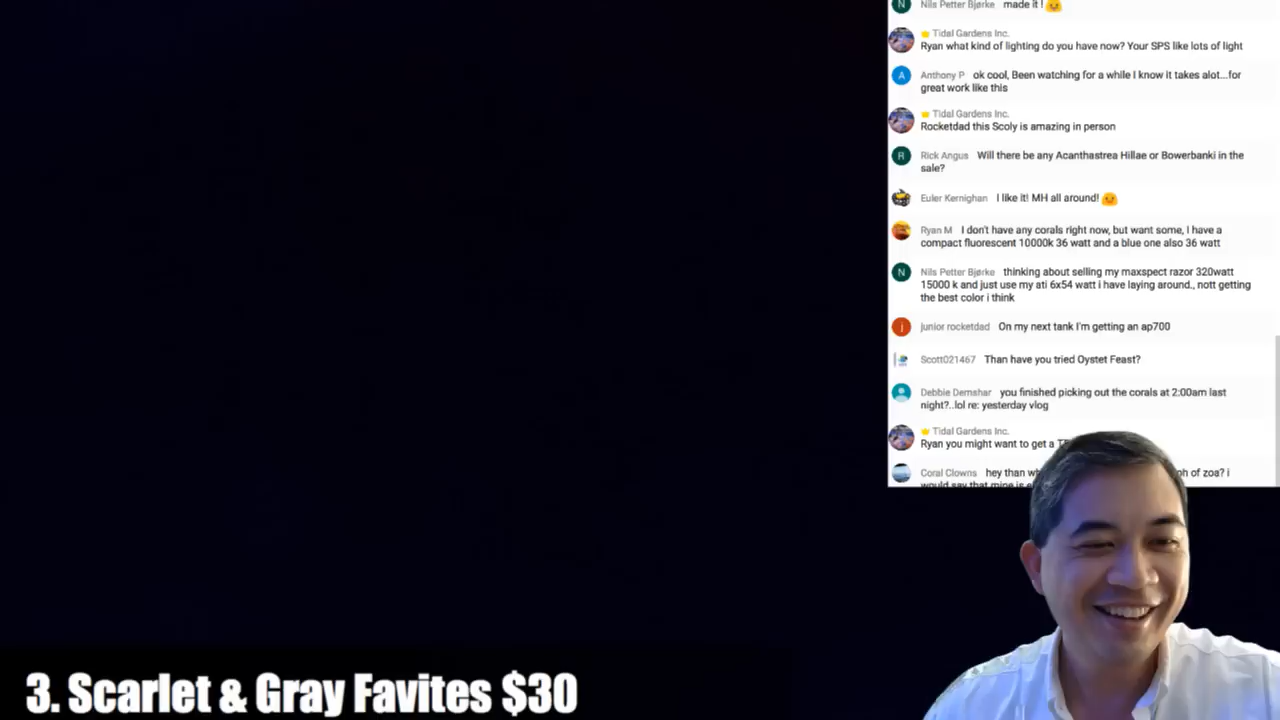 N Nils Petter Bjørke made it !
Tidal Gardens Inc.
Ryan what kind of lighting do you have now? Your SPS like lots of light
A Anthony P ok cool, Been watching for a while I know it takes alot...for
great work like this
Tidal Gardens Inc.
Rocketdad this Scoly is amazing in person
R Rick Angus Will there be any Acanthastrea Hillae or Bowerbanki in the
sale?
Euler Kernighan I like it! MH all around!
Ryan M I don't have any corals right now, but want some, I have a
compact fluorescent 10000k 36 watt and a blue one also 36 watt
N Nils Petter Bjørke thinking about selling my maxspect razor 320watt
15000 k and just use my ati 6x54 watt i have laying around., nott getting
the best color i think
j junior rocketdad On my next tank I'm getting an ap700
Scott021467 Than have you tried Oystet Feast?
Debbie Demshar you finished picking out the corals at 2:00am last
night?..lol re: yesterday vlog
Tidal Gardens Inc.
Ryan you might want to get a
Coral Clowns hey than of zoa? i
would say that mine is
3. Scarlet & Gray Favites $30